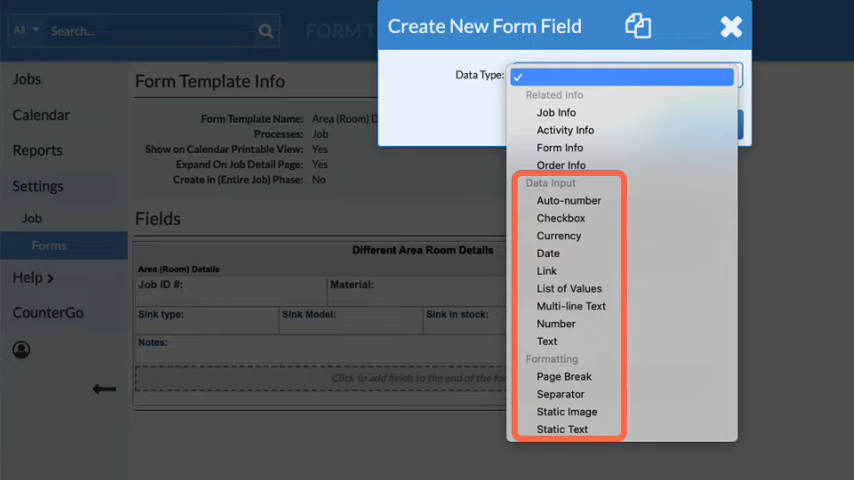 All
Search...
FORM T
Create New Form Field
Jobs
Calendar
Reports
Settings
Job
Forms
Help
CounterGo
Form Template Info
Form Template Name: Area (Room) D
Processes: Job
Show on Calendar Printable View: Yes
Expand On Job Detail Page: Yes
Create in (Entire Job) Phase: No
Fields
Different Area Room Details
Area (Room) Details
Job ID #: Material:
Sink type: Sink Model: Sink in stock:
Notes:
Click to add fields to the end of the for
Data Type:
Related Info
Job Info
Activity Info
Form Info
Order Info
Data Input
Auto-number
Checkbox
Currency
Date
Link
List of Values
Multi-line Text
Number
Text
Formatting
Page Break
Separator
Static Image
Static Text